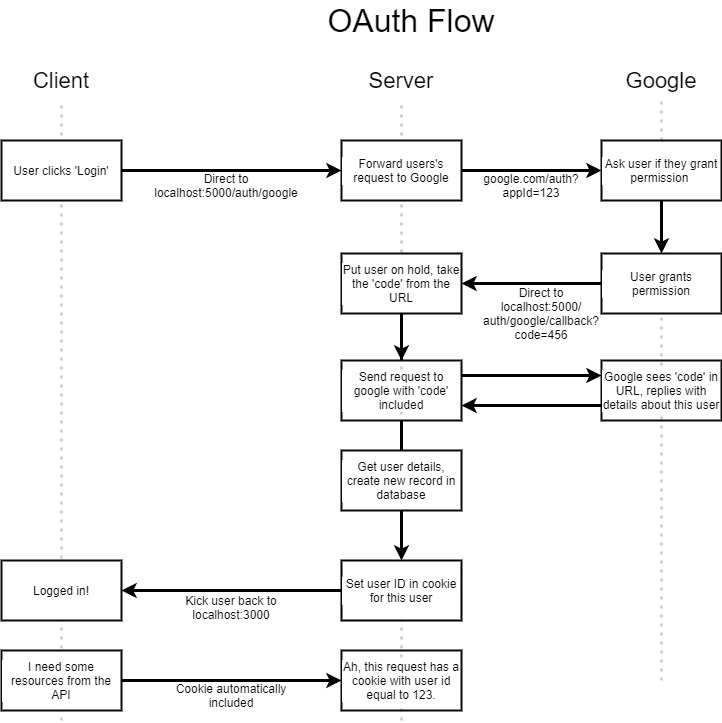 OAuth Flow
Client
Server
Google
User clicks 'Login'
Direct to
localhost:5000/auth/google
Forward users's
request to Google
google.com/auth?
appId=123
Ask user if they grant
permission
User grants
permission
Direct to
localhost:5000/
auth/google/callback?
code=456
Put user on hold, take
the 'code' from the
URL
Send request to
google with 'code'
included
Google sees 'code' in
URL, replies with
details about this user
Get user details,
create new record in
database
Set user ID in cookie
for this user
Kick user back to
localhost:3000
Logged in!
I need some
resources from the
API
Cookie automatically
included
Ah, this request has a
cookie with user id
equal to 123.